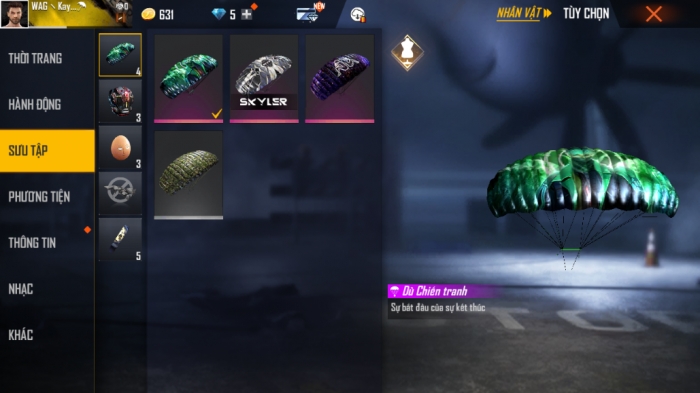 WAG
631
5
NEW
NHÂN VẬT
TÙY CHỌN
THỜI TRANG
HÀNH ĐỘNG
SƯU TẬP
PHƯƠNG TIỆN
THÔNG TIN
NHẠC
KHÁC
4
3
3
5
SKYLER
Dù Chiến tranh
Sự bắt đầu của sự kết thúc